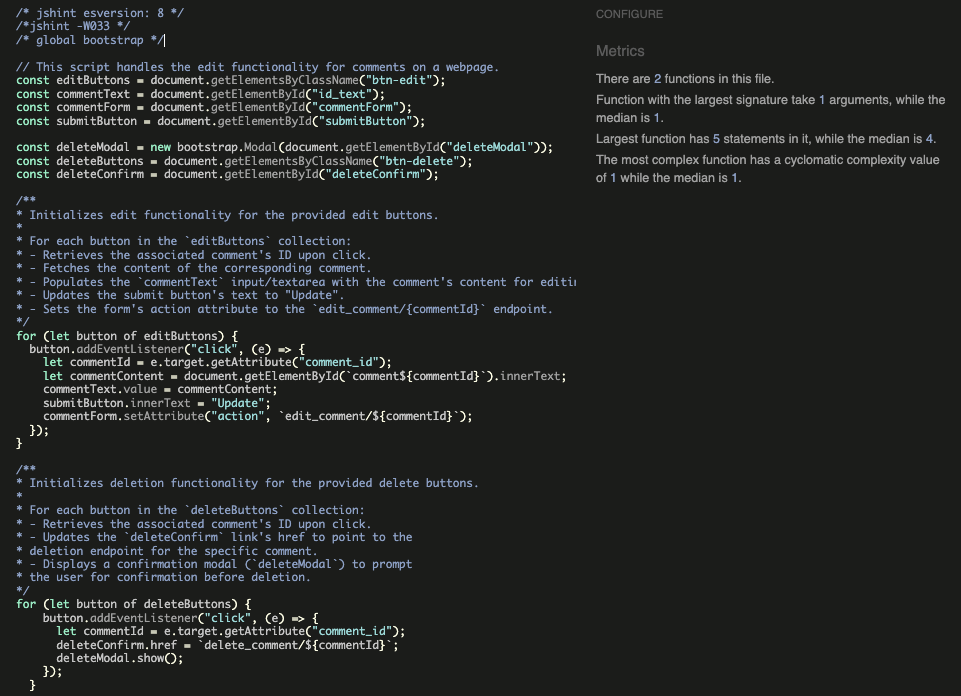 /* jshint esversion: 8 */
/*jshint -W033 */
/* global bootstrap */

// This script handles the edit functionality for comments on a webpage.
const editButtons = document.getElementsByClassName("btn-edit");
const commentText = document.getElementById("id_text");
const commentForm = document.getElementById("commentForm");
const submitButton = document.getElementById("submitButton");

const deleteModal = new bootstrap.Modal(document.getElementById("deleteModal"));
const deleteButtons = document.getElementsByClassName("btn-delete");
const deleteConfirm = document.getElementById("deleteConfirm");

/**
* Initializes edit functionality for the provided edit buttons.
*
* For each button in the `editButtons` collection:
* - Retrieves the associated comment's ID upon click.
* - Fetches the content of the corresponding comment.
* - Populates the `commentText` input/textarea with the comment's content for editin
* - Updates the submit button's text to "Update".
* - Sets the form's action attribute to the `edit_comment/{commentId}` endpoint.
*/
for (let button of editButtons) {
  button.addEventListener("click", (e) => {
    let commentId = e.target.getAttribute("comment_id");
    let commentContent = document.getElementById(`comment${commentId}`).innerText;
    commentText.value = commentContent;
    submitButton.innerText = "Update";
    commentForm.setAttribute("action", `edit_comment/${commentId}`);
  });
}

/**
* Initializes deletion functionality for the provided delete buttons.
*
* For each button in the `deleteButtons` collection:
* - Retrieves the associated comment's ID upon click.
* - Updates the `deleteConfirm` link's href to point to the
* deletion endpoint for the specific comment.
* - Displays a confirmation modal (`deleteModal`) to prompt
* the user for confirmation before deletion.
*/
for (let button of deleteButtons) {
    button.addEventListener("click", (e) => {
      let commentId = e.target.getAttribute("comment_id");
      deleteConfirm.href = `delete_comment/${commentId}`;
      deleteModal.show();
    });
  }

CONFIGURE
Metrics
There are 2 functions in this file.
Function with the largest signature take 1 arguments, while the
median is 1.
Largest function has 5 statements in it, while the median is 4.
The most complex function has a cyclomatic complexity value
of 1 while the median is 1.